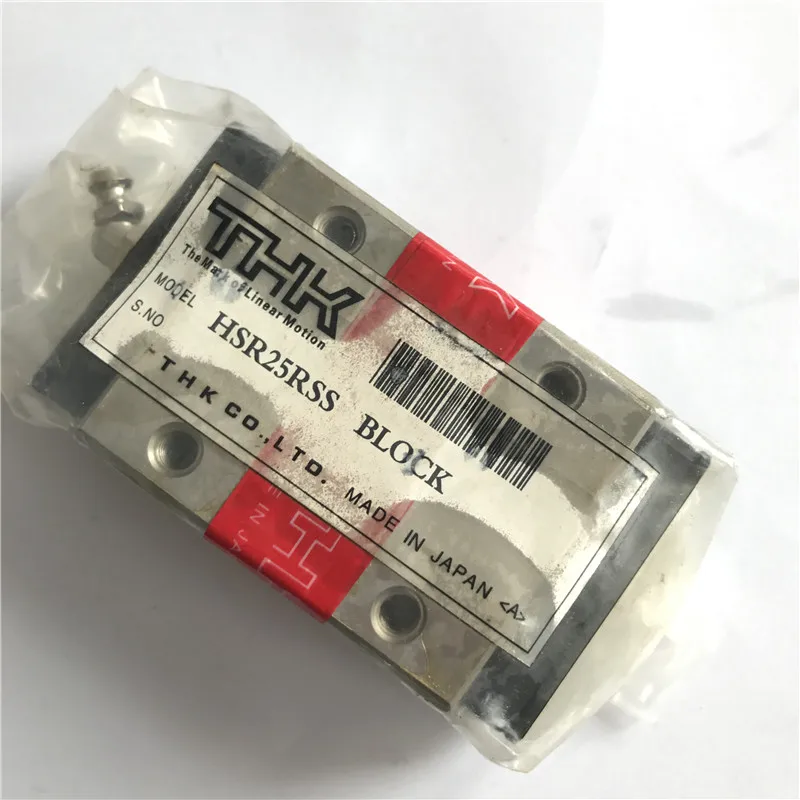 THK
The Mark of Linear Motion
MODEL HSR25RSS BLOCK
S.NO
THK CO., LTD. MADE IN JAPAN <A>